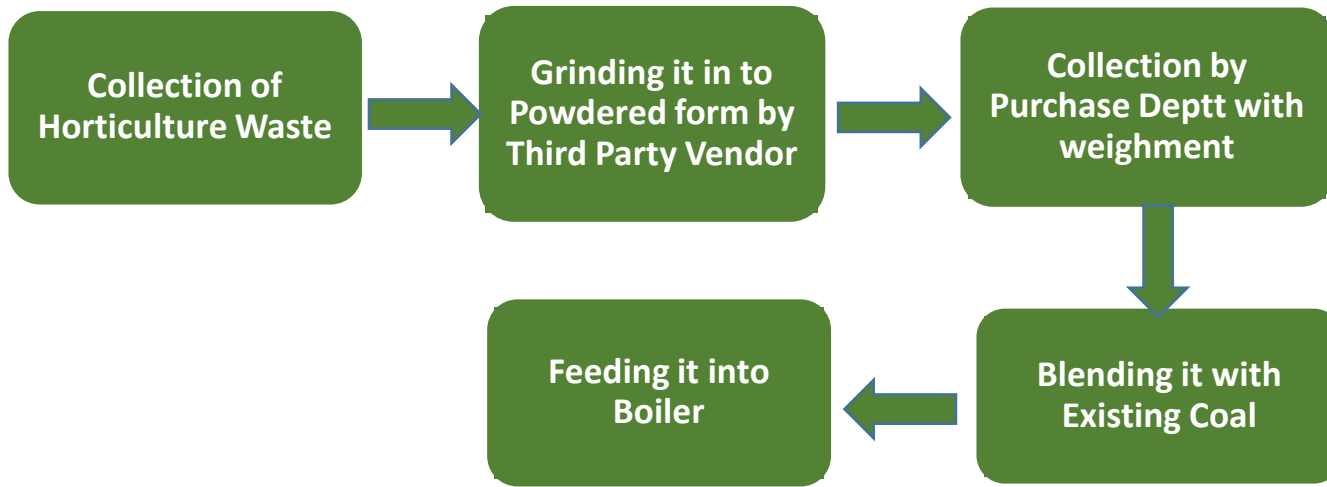 Collection of
Horticulture Waste
Grinding it in to
Powdered form by
Third Party Vendor
Collection by
Purchase Deptt with
weighment
Blending it with
Existing Coal
Feeding it into
Boiler